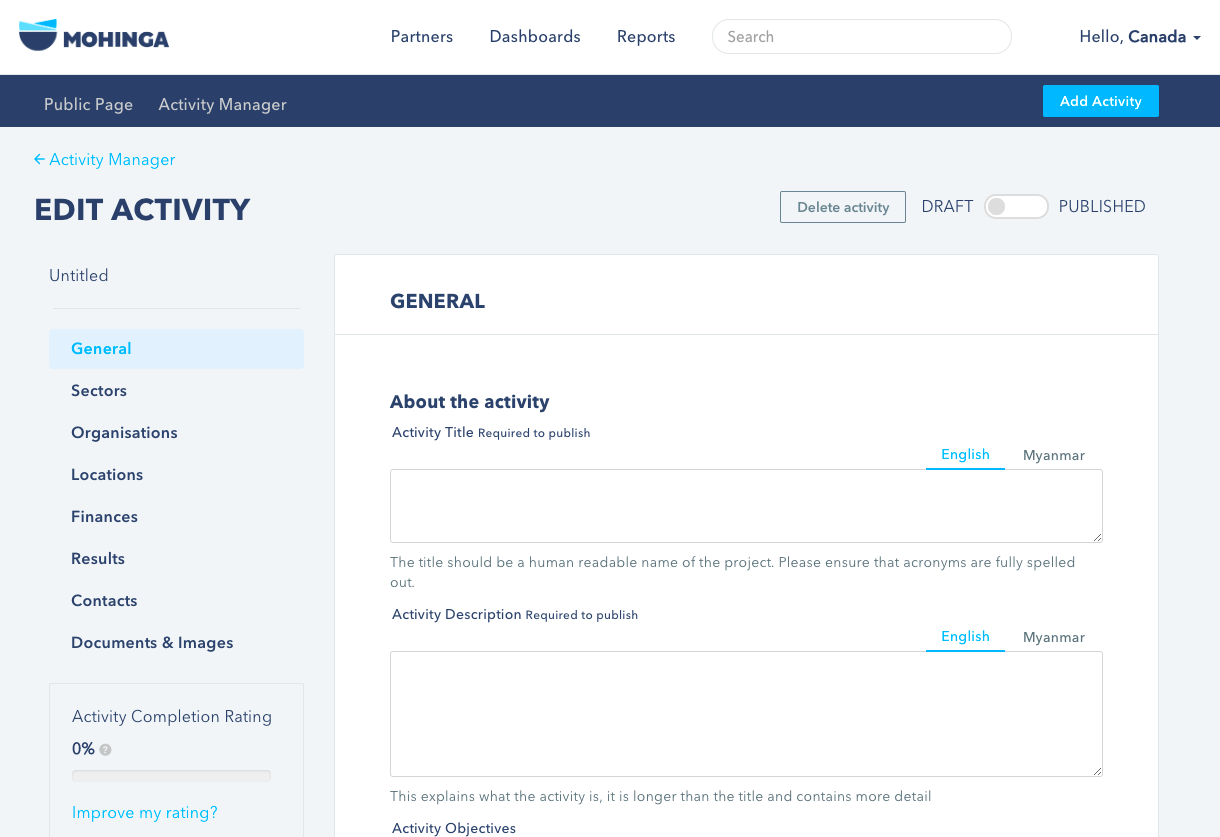 MOHINGA
Partners Dashboards Reports Search Hello, Canada
Public Page Activity Manager Add Activity
← Activity Manager
EDIT ACTIVITY
Delete activity DRAFT PUBLISHED
Untitled
General
Sectors
Organisations
Locations
Finances
Results
Contacts
Documents & Images
Activity Completion Rating
0% ?
Improve my rating?
GENERAL
About the activity
Activity Title Required to publish
English Myanmar
The title should be a human readable name of the project. Please ensure that acronyms are fully spelled
out.
Activity Description Required to publish
English Myanmar
This explains what the activity is, it is longer than the title and contains more detail
Activity Objectives